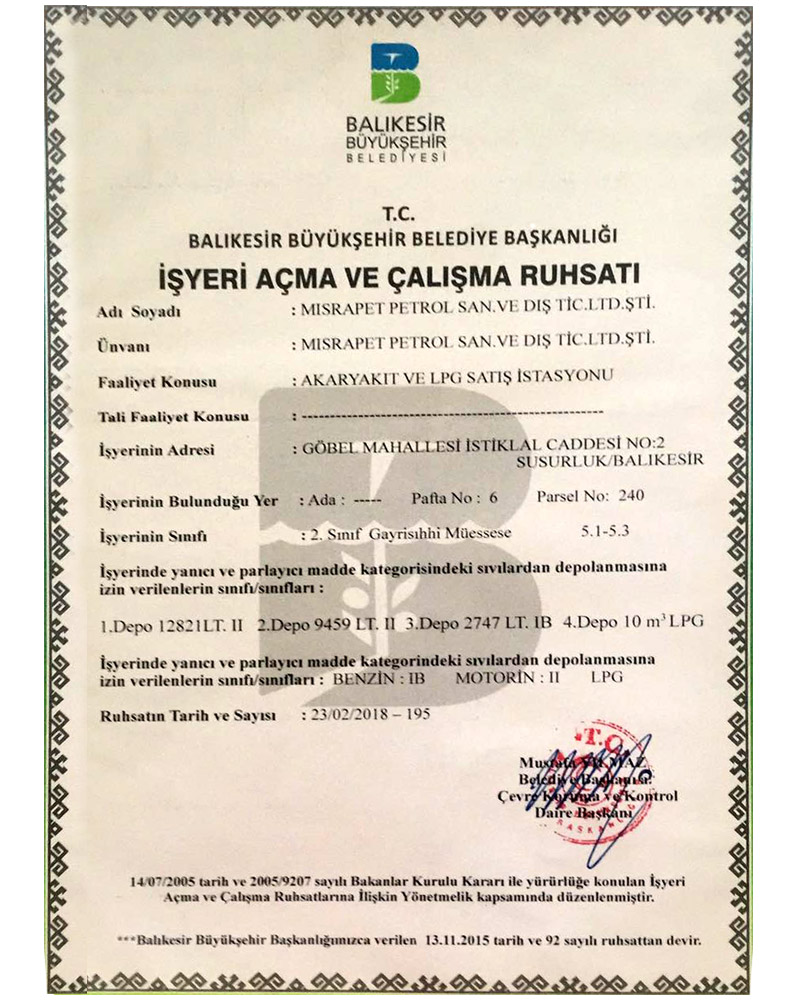 BALIKESİR
BÜYÜKŞEHİR
BELEDİYESİ
T.C.
BALIKESİR BÜYÜKŞEHİR BELEDİYE BAŞKANLIĞI
İŞYERİ AÇMA VE ÇALIŞMA RUHSATI
Adı Soyadı : MISRAPET PETROL SAN.VE DIŞ TİC.LTD.ŞTİ.
Ünvanı : MISRAPET PETROL SAN.VE DIŞ TİC.LTD.ŞTİ.
Faaliyet Konusu : AKARYAKIT VE LPG SATIŞ İSTASYONU
Tali Faaliyet Konusu : ------------------------------------------------------
İşyerinin Adresi : GÖBEL MAHALLESİ İSTİKLAL CADDESİ NO:2
SUSURLUK/BALIKESİR
İşyerinin Bulunduğu Yer : Ada : ----- Pafta No : 6 Parsel No: 240
İşyerinin Sınıfı : 2. Sınıf Gayrisıhhi Müessese 5.1-5.3
İşyerinde yanıcı ve parlayıcı madde kategorisindeki sıvılardan depolanmasına
izin verilenlerin sınıfı/sınıfları :
1.Depo 12821LT. II 2.Depo 9459 LT. II 3.Depo 2747 LT. IB 4.Depo 10 m³ LPG
İşyerinde yanıcı ve parlayıcı madde kategorindeki sıvılardan depolanmasına
izin verilenlerin sınıfı/sınıfları : BENZİN : IB MOTORİN : II LPG
Ruhsatın Tarih ve Sayısı : 23/02/2018 – 195
T.C.
Mustafa YILMAZ
Belediye Başkanı a.
Çevre Koruma ve Kontrol
Daire Başkanı
14/07/2005 tarih ve 2005/9207 sayılı Bakanlar Kurulu Kararı ile yürürlüğe konulan İşyeri
Açma ve Çalışma Ruhsatlarına İlişkin Yönetmelik kapsamında düzenlenmiştir.
***Balıkesir Büyükşehir Başkanlığımızca verilen 13.11.2015 tarih ve 92 sayılı ruhsattan devir.